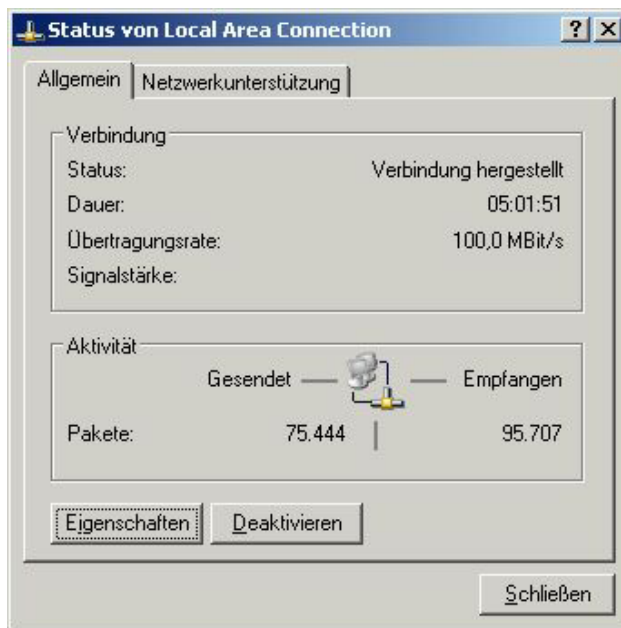 Status von Local Area Connection
Allgemein Netzwerkunterstützung
Verbindung
Status: Verbindung hergestellt
Dauer: 05:01:51
Übertragungsrate: 100,0 MBit/s
Signalstärke:
Aktivität
Gesendet Empfangen
Pakete: 75.444 95.707
Eigenschaften Deaktivieren
Schließen